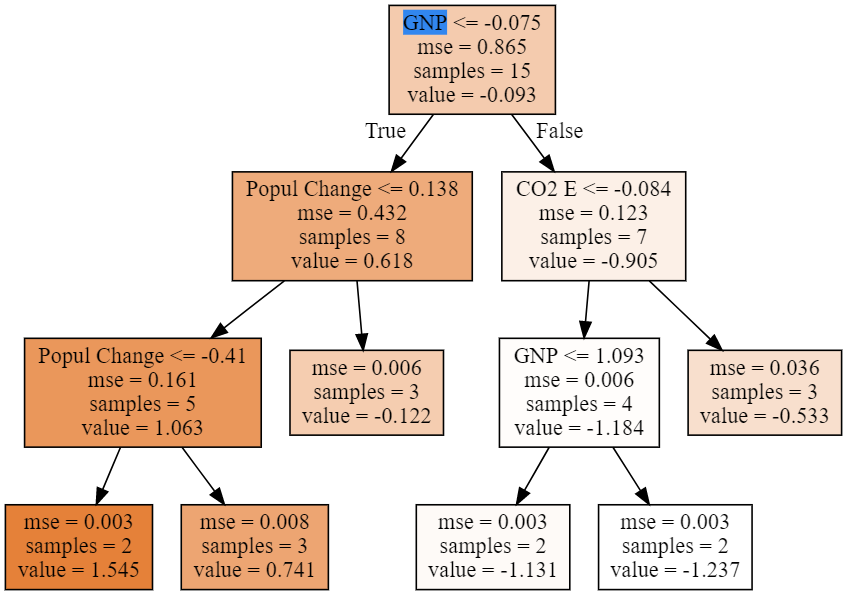 GNP <= -0.075
mse = 0.865
samples = 15
value = -0.093
True
False
Popul Change <= 0.138
mse = 0.432
samples = 8
value = 0.618
CO2 E <= -0.084
mse = 0.123
samples = 7
value = -0.905
Popul Change <= -0.41
mse = 0.161
samples = 5
value = 1.063
mse = 0.006
samples = 3
value = -0.122
GNP <= 1.093
mse = 0.006
samples = 4
value = -1.184
mse = 0.036
samples = 3
value = -0.533
mse = 0.003
samples = 2
value = 1.545
mse = 0.008
samples = 3
value = 0.741
mse = 0.003
samples = 2
value = -1.131
mse = 0.003
samples = 2
value = -1.237